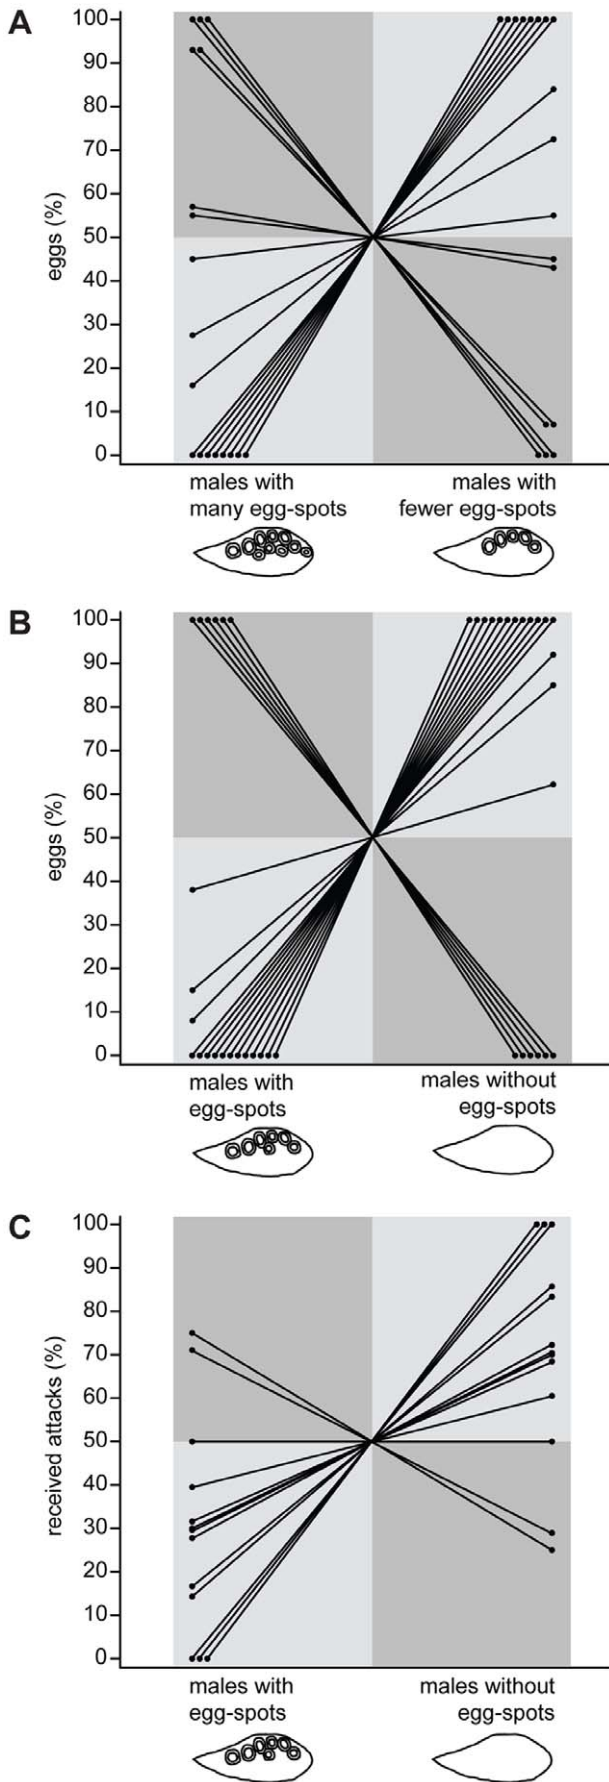 A
100
90
80
70
60
50
40
30
20
10
0
eggs (%)
males with
many egg-spots
males with
fewer egg-spots
B
100
90
80
70
60
50
40
30
20
10
0
eggs (%)
males with
egg-spots
males without
egg-spots
C
100
90
80
70
60
50
40
30
20
10
0
received attacks (%)
males with
egg-spots
males without
egg-spots